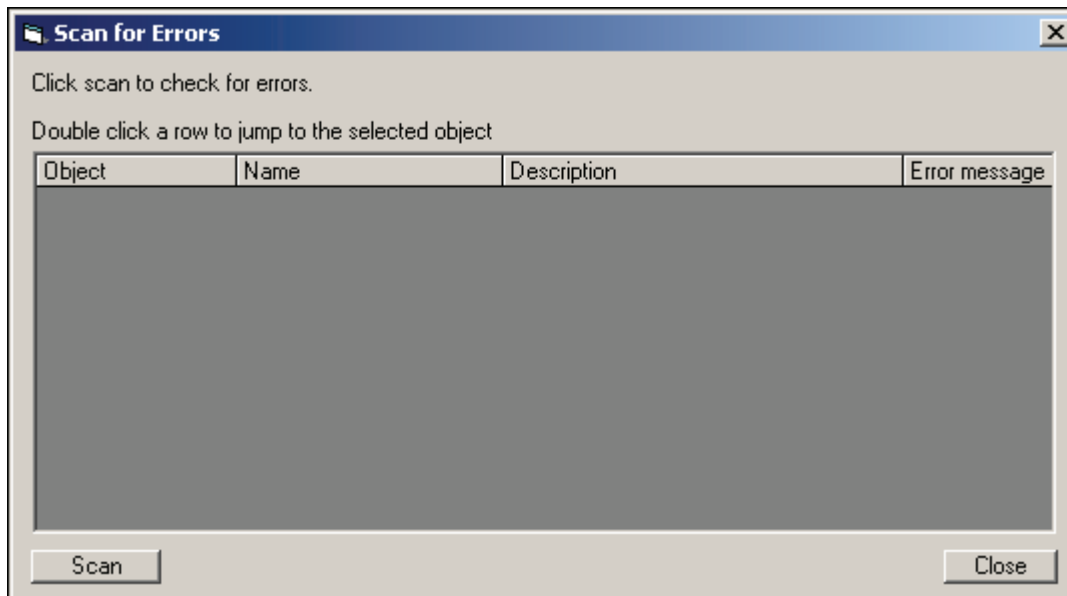 Scan for Errors
Click scan to check for errors.
Double click a row to jump to the selected object
Object Name Description Error message
Scan Close